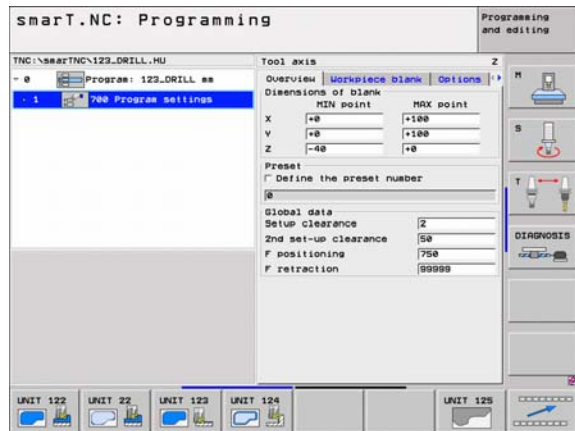 smarT.NC: Programming
Programming and editing
TNC:\smarTNC\123_DRILL.HU
- 0 Program: 123_DRILL mm
- 1 700 Program settings
Tool axis Z
Overview Workpiece blank Options
Dimensions of blank
MIN point MAX point
X +0 +100
Y +0 +100
Z -40 +0
Preset
Define the preset number
0
Global data
Setup clearance 2
2nd set-up clearance 50
F positioning 750
F retraction 99999
M
S
T
DIAGNOSIS
UNIT 122
UNIT 22
UNIT 123
UNIT 124
UNIT 125